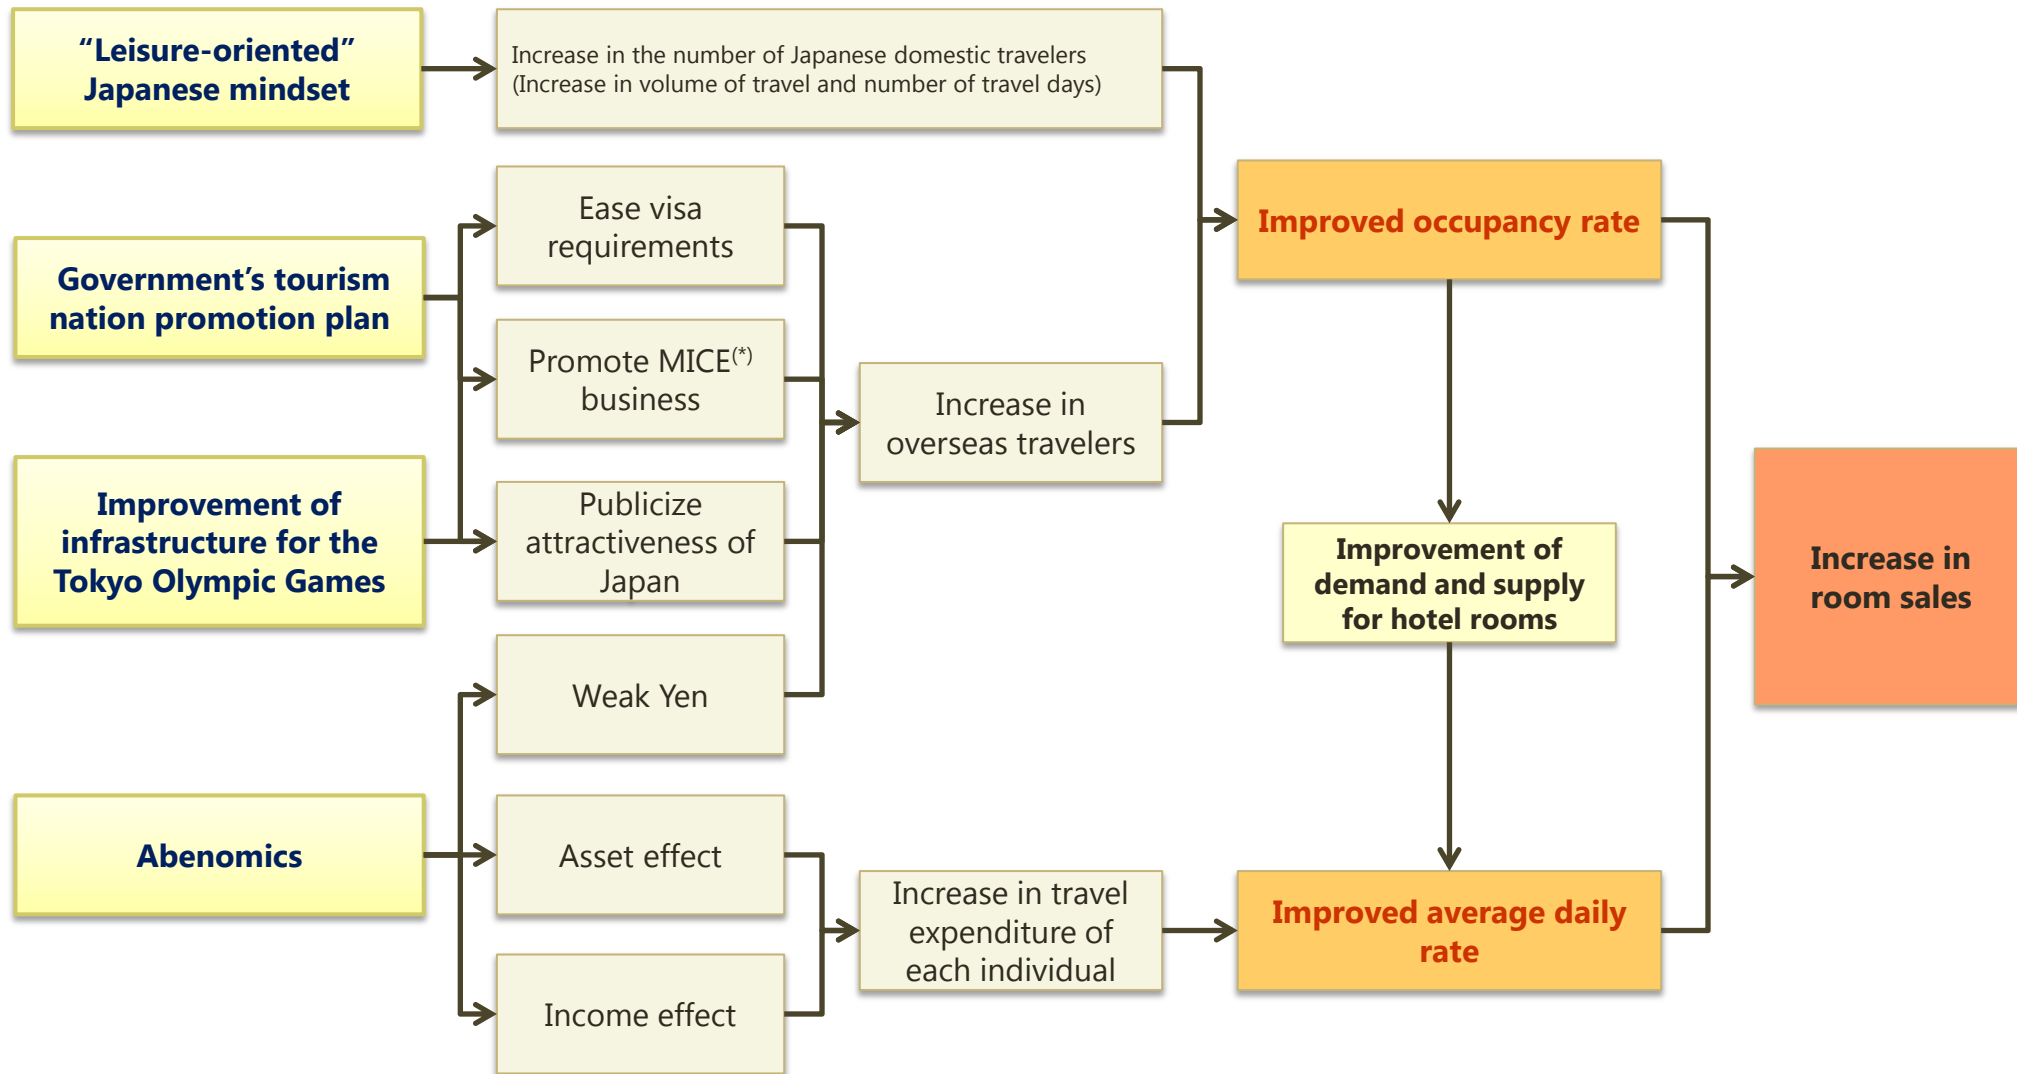 “Leisure-oriented”
Japanese mindset
Increase in the number of Japanese domestic travelers
(Increase in volume of travel and number of travel days)
Government’s tourism
nation promotion plan
Improvement of
infrastructure for the
Tokyo Olympic Games
Abenomics
Ease visa
requirements
Promote MICE(*)
business
Publicize
attractiveness of
Japan
Weak Yen
Asset effect
Income effect
Increase in
overseas travelers
Increase in travel
expenditure of
each individual
Improved occupancy rate
Improvement of
demand and supply
for hotel rooms
Improved average daily
rate
Increase in
room sales